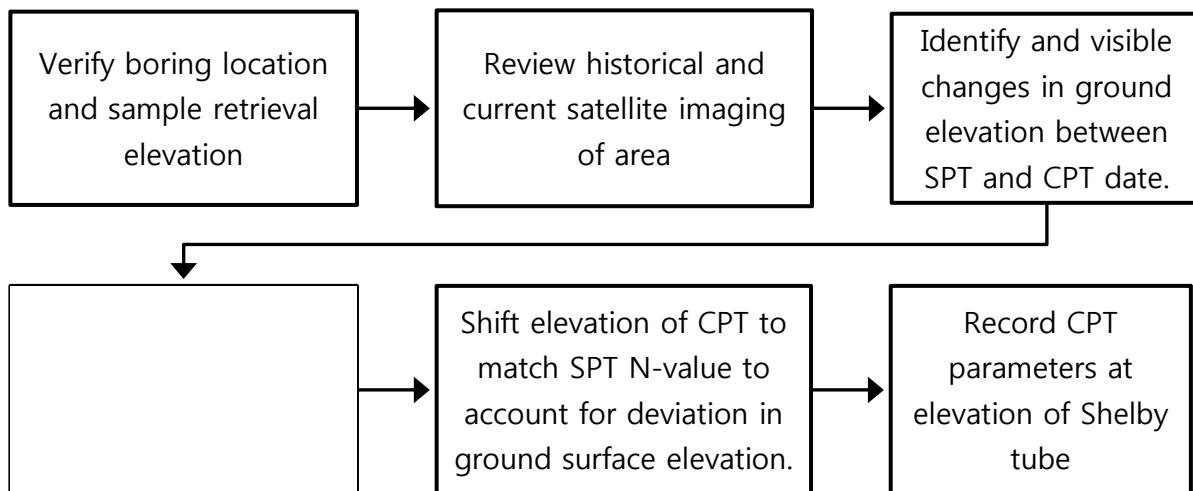 Verify boring location
and sample retrieval
elevation
Review historical and
current satellite imaging
of area
Identify and visible
changes in ground
elevation between
SPT and CPT date.
Shift elevation of CPT to
match SPT N-value to
account for deviation in
ground surface elevation.
Record CPT
parameters at
elevation of Shelby
tube